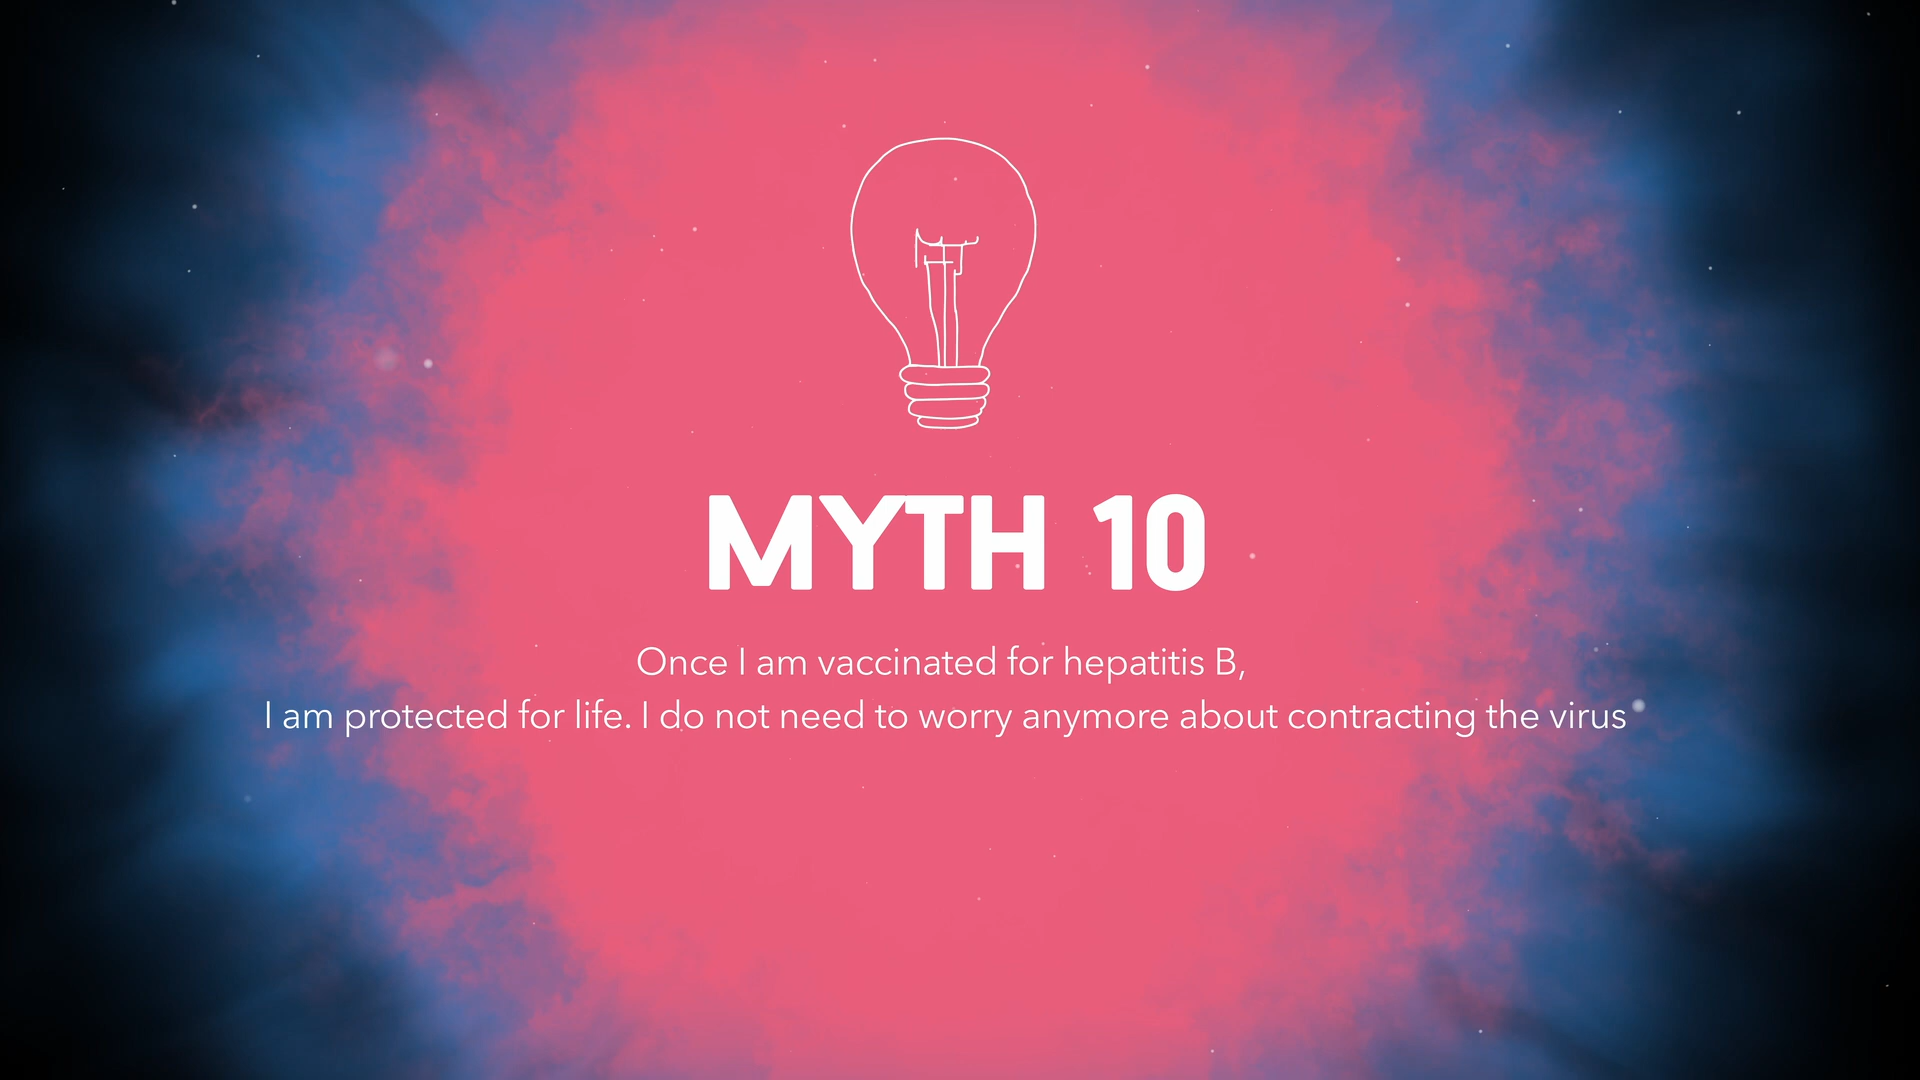 MYTH 10
Once I am vaccinated for hepatitis B,
I am protected for life. I do not need to worry anymore about contracting the virus